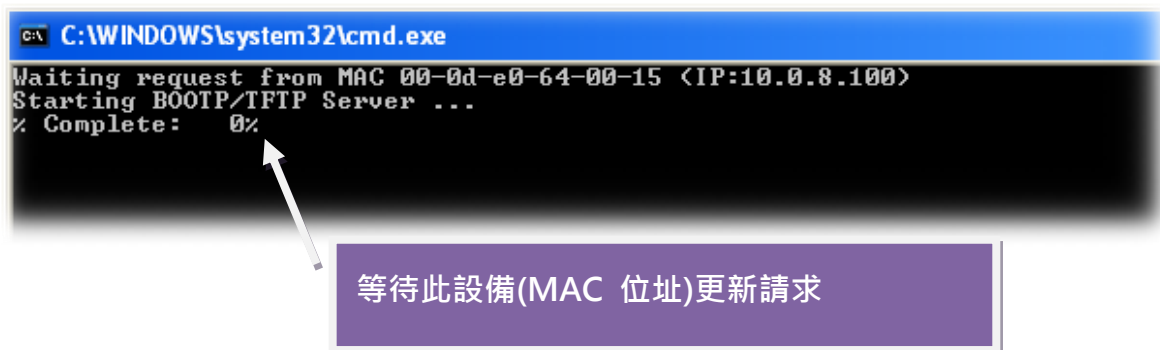 C:\WINDOWS\system32\cmd.exe
Waiting request from MAC 00-0d-e0-64-00-15 (IP:10.0.8.100)
Starting BOOTP/TFTP Server ...
% Complete:   0%
等待此設備(MAC 位址)更新請求